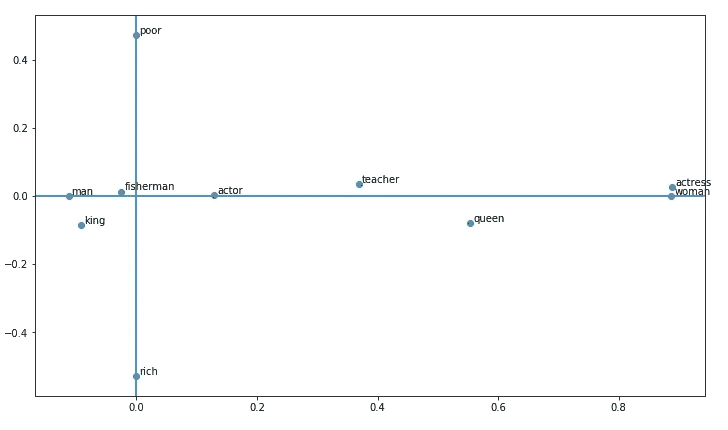 poor
0.4
0.2
teacher
actress
fisherman
man
actor
woman
0.0
king
queen
−0.2
−0.4
rich
0.0
0.2
0.4
0.6
0.8